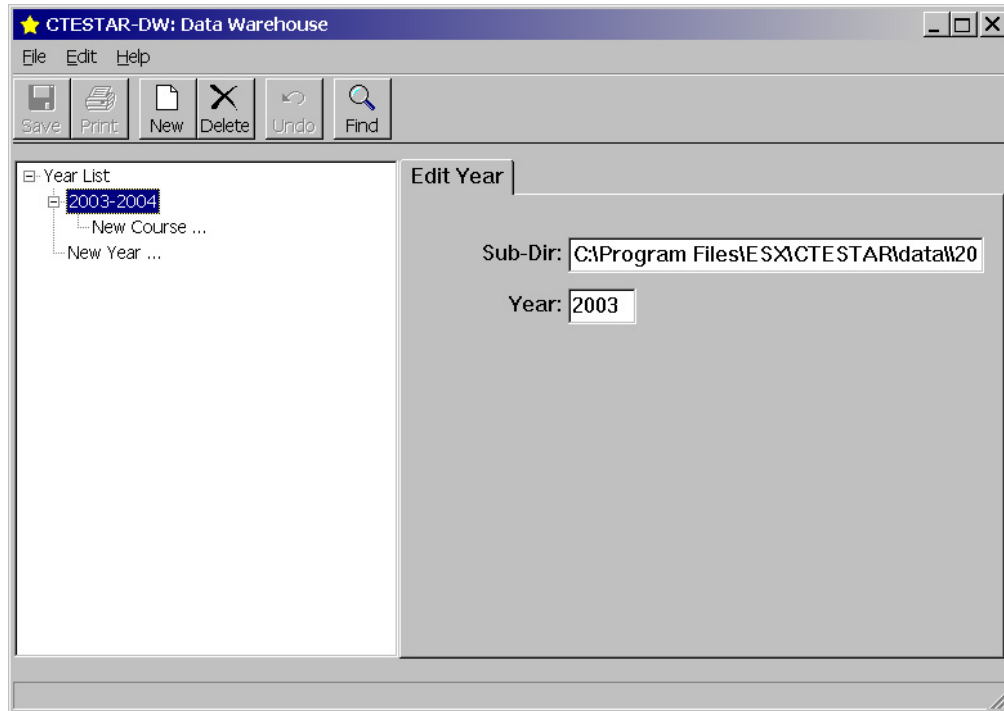 CTESTAR-DW: Data Warehouse
File Edit Help
Save Print New Delete Undo Find
Year List
2003-2004
New Course ...
New Year ...
Edit Year
Sub-Dir: C:\Program Files\ESX\CTESTAR\data\\20
Year: 2003